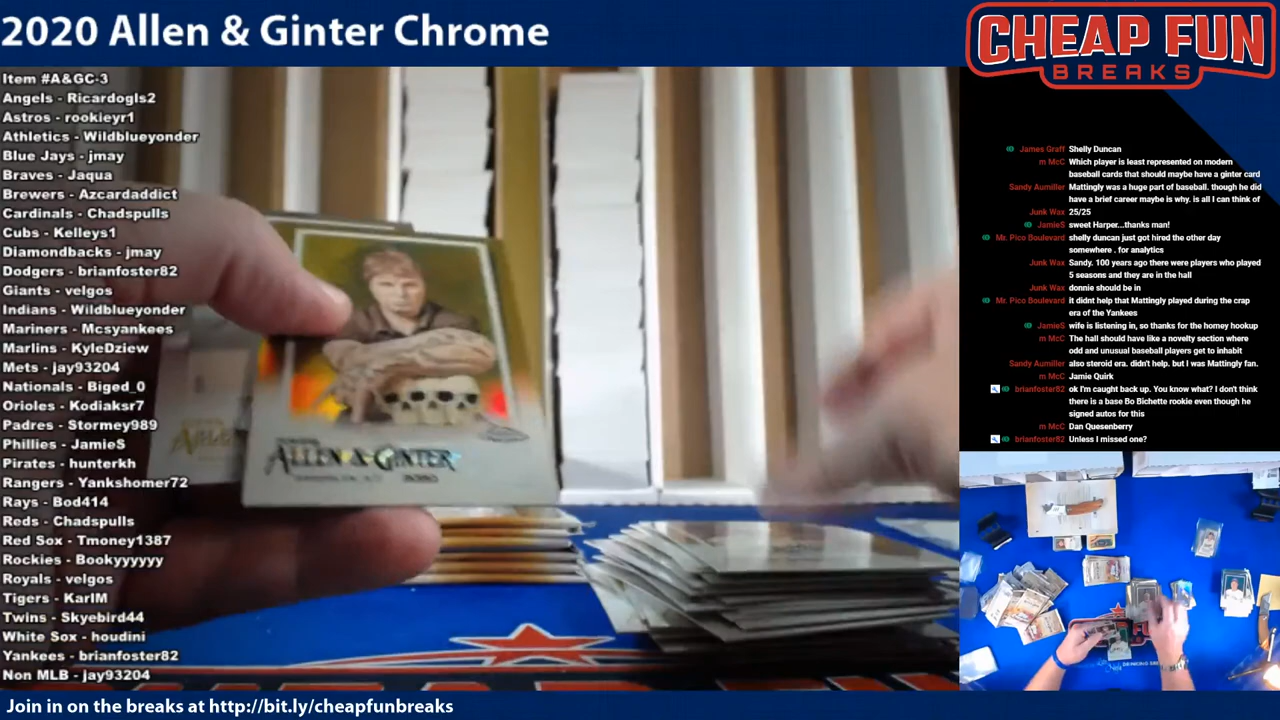 2020 Allen & Ginter Chrome
CHEAP FUN
BREAKS
Item #A&GC-3
Angels - Ricardogls2
Astros - rookieyr1
Athletics - Wildblueyonder
Blue Jays - jmay
Braves - Jaqua
Brewers - Azcardaddict
Cardinals - Chadspulls
Cubs - Kelleys1
Diamondbacks - jmay
Dodgers - brianfoster82
Giants - velgos
Indians - Wildblueyonder
Mariners - Mcsyankees
Marlins - KyleDziew
Mets - jay93204
Nationals - Biged_0
Orioles - Kodiaksr7
Padres - Stormey989
Phillies - JamieS
Pirates - hunterkh
Rangers - Yankshomer72
Rays - Bod414
Reds - Chadspulls
Red Sox - Tmoney1387
Rockies - Bookyyyyyy
Royals - velgos
Tigers - KarlM
Twins - Skyebird44
White Sox - houdini
Yankees - brianfoster82
Non MLB - jay93204
ALLEN & GINTER
James Graff Shelly Duncan
m McC Which player is least represented on modern
baseball cards that should maybe have a ginter card
Sandy Aumiller Mattingly was a huge part of baseball. though he did
have a brief career maybe is why. is all I can think of
Junk Wax 25/25
JamieS sweet Harper...thanks man!
Mr. Pico Boulevard shelly duncan just got hired the other day
somewhere . for analytics
Junk Wax Sandy. 100 years ago there were players who played
5 seasons and they are in the hall
Junk Wax donnie should be in
Mr. Pico Boulevard it didnt help that Mattingly played during the crap
era of the Yankees
JamieS wife is listening in, so thanks for the homey hookup
m McC The hall should have like a novelty section where
odd and unusual baseball players get to inhabit
Sandy Aumiller also steroid era. didn't help. but I was Mattingly fan.
m McC Jamie Quirk
brianfoster82 ok I'm caught back up. You know what? I don't think
there is a base Bo Bichette rookie even though he
signed autos for this
m McC Dan Quesenberry
brianfoster82 Unless I missed one?
Join in on the breaks at http://bit.ly/cheapfunbreaks